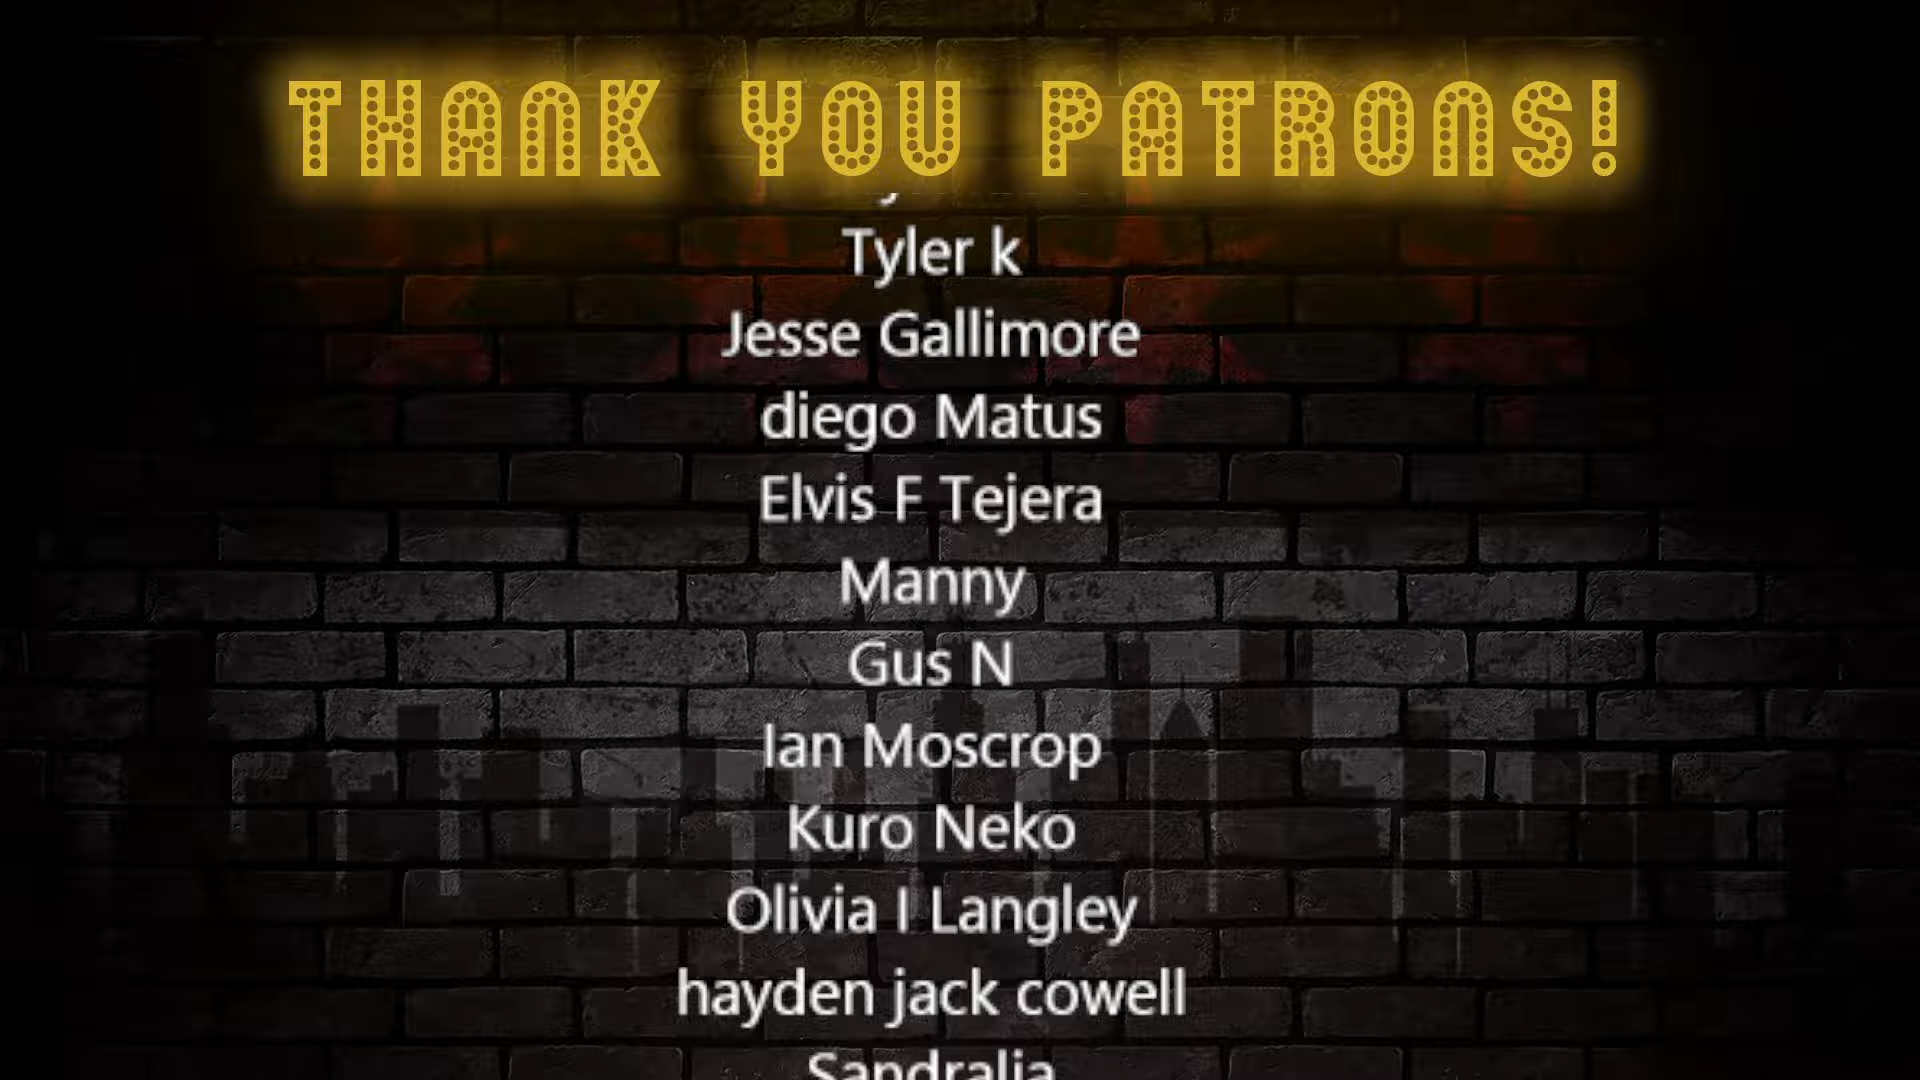 THANK YOU PATRONS!
Tyler k
Jesse Gallimore
diego Matus
Elvis F Tejera
Manny
Gus N
Ian Moscrop
Kuro Neko
Olivia I Langley
hayden jack cowell
Sandralia